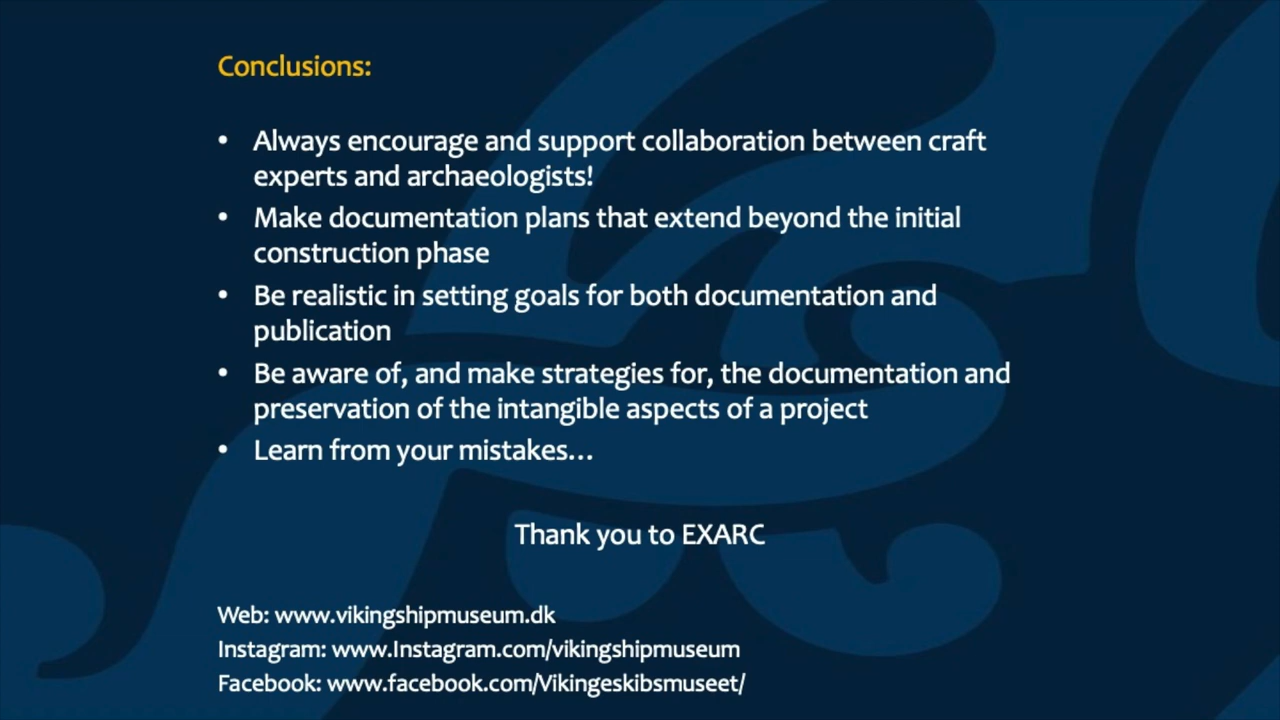 Conclusions:
• Always encourage and support collaboration between craft
experts and archaeologists!
• Make documentation plans that extend beyond the initial
construction phase
• Be realistic in setting goals for both documentation and
publication
• Be aware of, and make strategies for, the documentation and
preservation of the intangible aspects of a project
• Learn from your mistakes...
Thank you to EXARC
Web: www.vikingshipmuseum.dk
Instagram: www.Instagram.com/vikingshipmuseum
Facebook: www.facebook.com/Vikingeskibsmuseet/